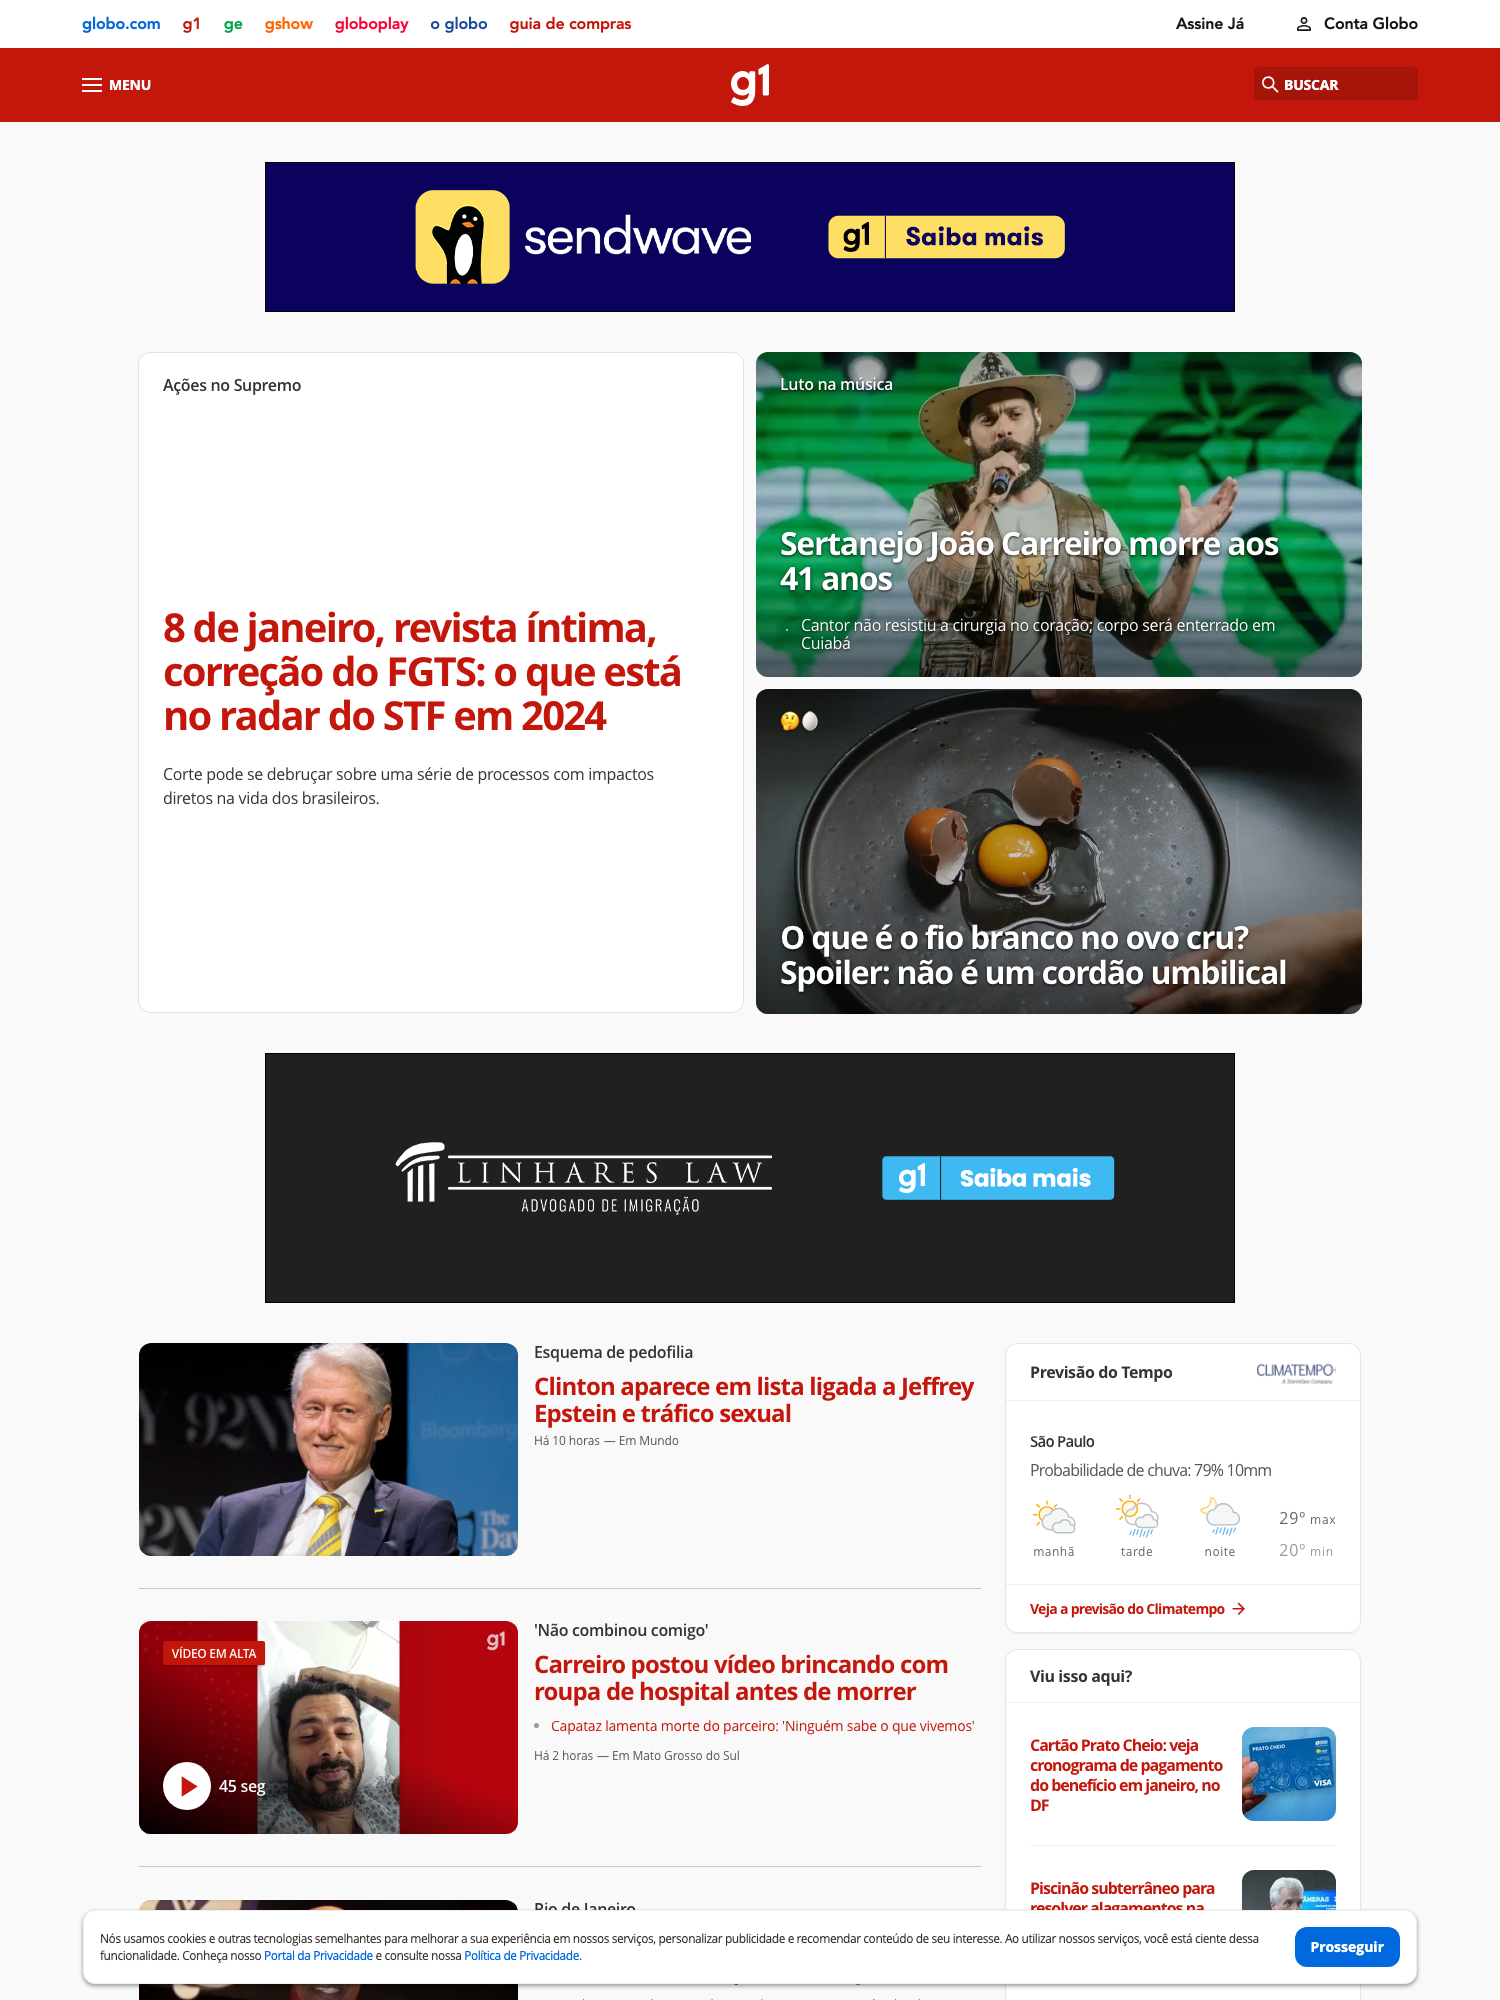 globo.com g1 ge gshow globoplay o globo guia de compras Assine Já Conta Globo
MENU g1 BUSCAR
sendwave g1 Saiba mais
Ações no Supremo
8 de janeiro, revista íntima,
correção do FGTS: o que está
no radar do STF em 2024
Corte pode se debruçar sobre uma série de processos com impactos
diretos na vida dos brasileiros.
Luto na música
Sertanejo João Carreiro morre aos
41 anos
Cantor não resistiu a cirurgia no coração; corpo será enterrado em
Cuiabá
🤔🥚
O que é o fio branco no ovo cru?
Spoiler: não é um cordão umbilical
LINHARES LAW
ADVOGADO DE IMIGRAÇÃO
g1 Saiba mais
92N
Bloomberg
2N
The
Day
Esquema de pedofilia
Clinton aparece em lista ligada a Jeffrey
Epstein e tráfico sexual
Há 10 horas — Em Mundo
VÍDEO EM ALTA
g1
45 seg
'Não combinou comigo'
Carreiro postou vídeo brincando com
roupa de hospital antes de morrer
Capataz lamenta morte do parceiro: 'Ninguém sabe o que vivemos'
Há 2 horas — Em Mato Grosso do Sul
Rio de Janeiro
Previsão do Tempo CLIMATEMPO
São Paulo
Probabilidade de chuva: 79% 10mm
29º max
20º min
manhã tarde noite
Veja a previsão do Climatempo
Viu isso aqui?
Cartão Prato Cheio: veja
cronograma de pagamento
do benefício em janeiro, no
DF
PRATO CHEIO
VISA
Piscinão subterrâneo para
resolver alagamentos na
Nós usamos cookies e outras tecnologias semelhantes para melhorar a sua experiência em nossos serviços, personalizar publicidade e recomendar conteúdo de seu interesse. Ao utilizar nossos serviços, você está ciente dessa
funcionalidade. Conheça nosso Portal da Privacidade e consulte nossa Política de Privacidade.
Prosseguir